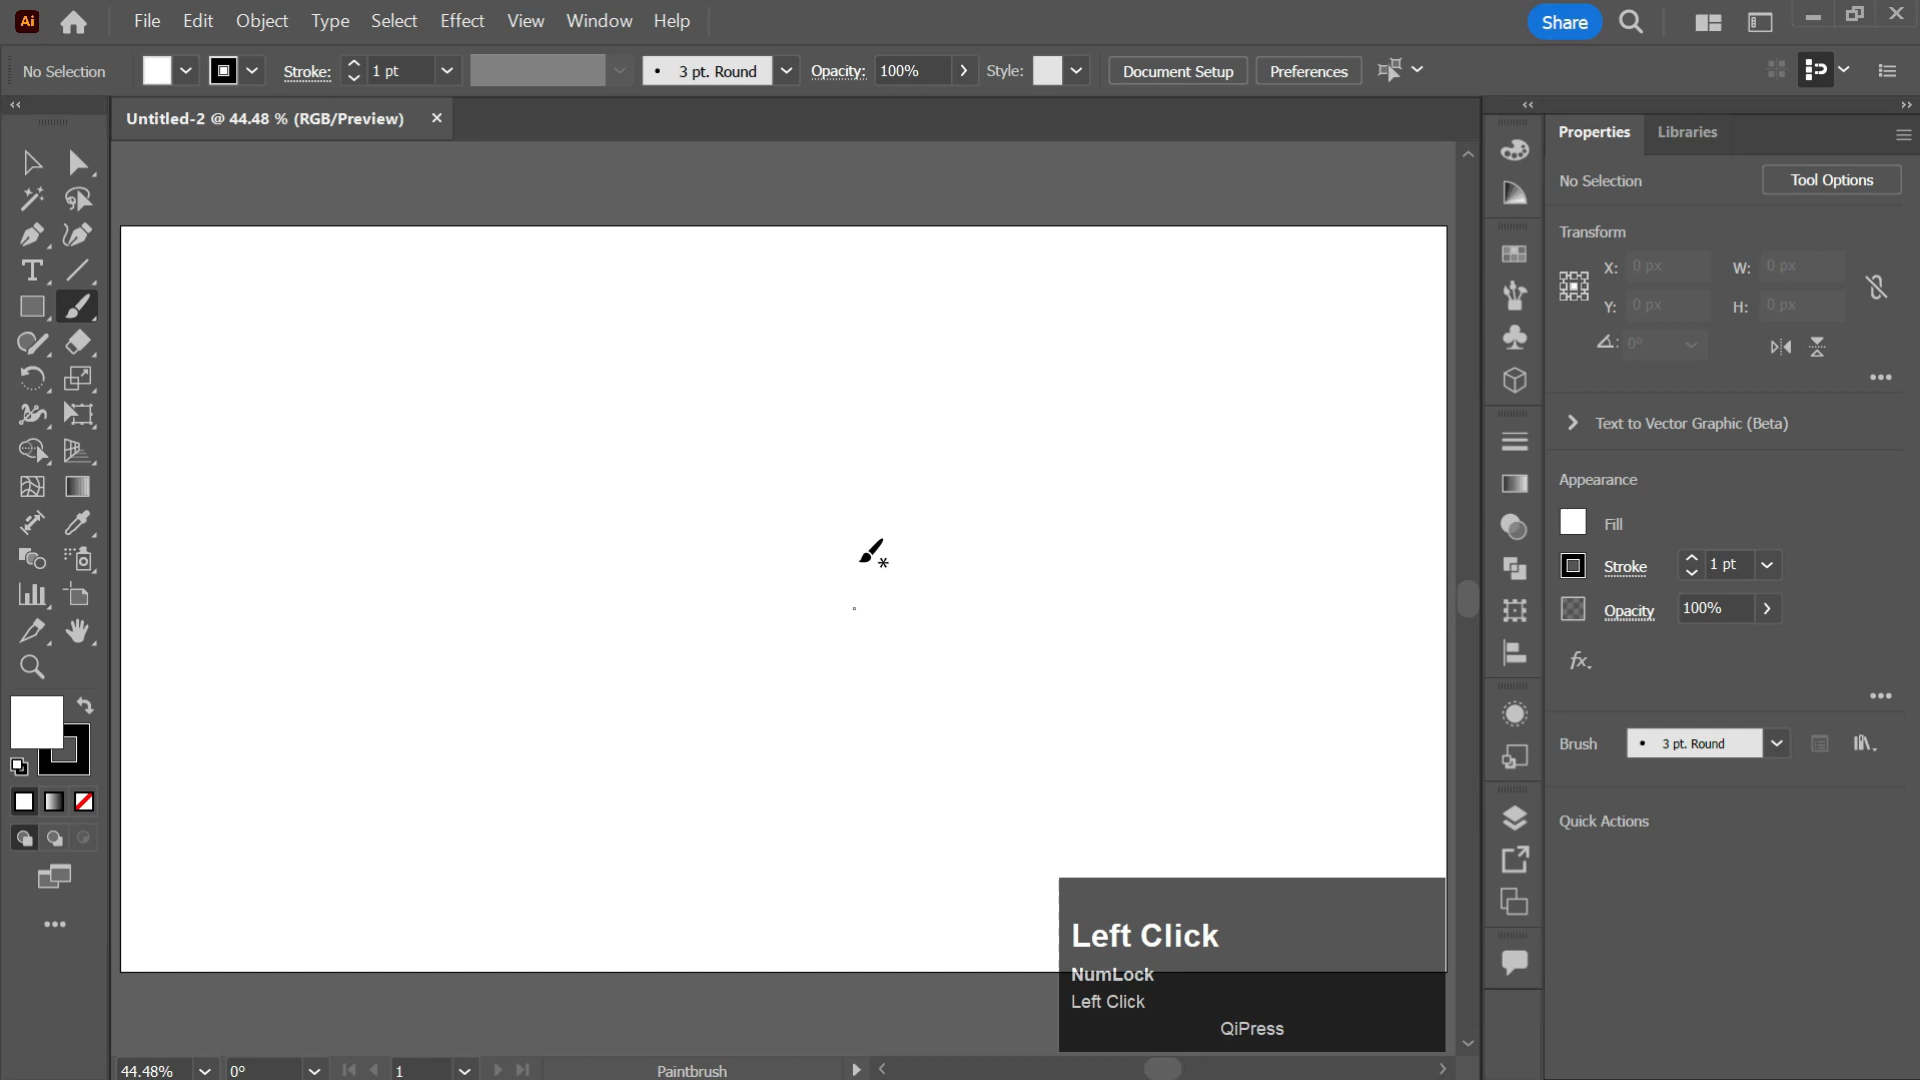 Ai File Edit Object Type Select Effect View Window Help Share
No Selection Stroke: 1 pt 3 pt. Round Opacity: 100% Style: Document Setup Preferences
Untitled-2 @ 44.48 % (RGB/Preview)
Properties Libraries
No Selection Tool Options
Transform
X: 0 px W: 0 px
Y: 0 px H: 0 px
0°
Text to Vector Graphic (Beta)
Appearance
Fill
Stroke 1 pt
Opacity 100%
fx.
Brush 3 pt. Round
Quick Actions
Left Click
NumLock
Left Click
QiPress
44.48% 0° 1 Paintbrush